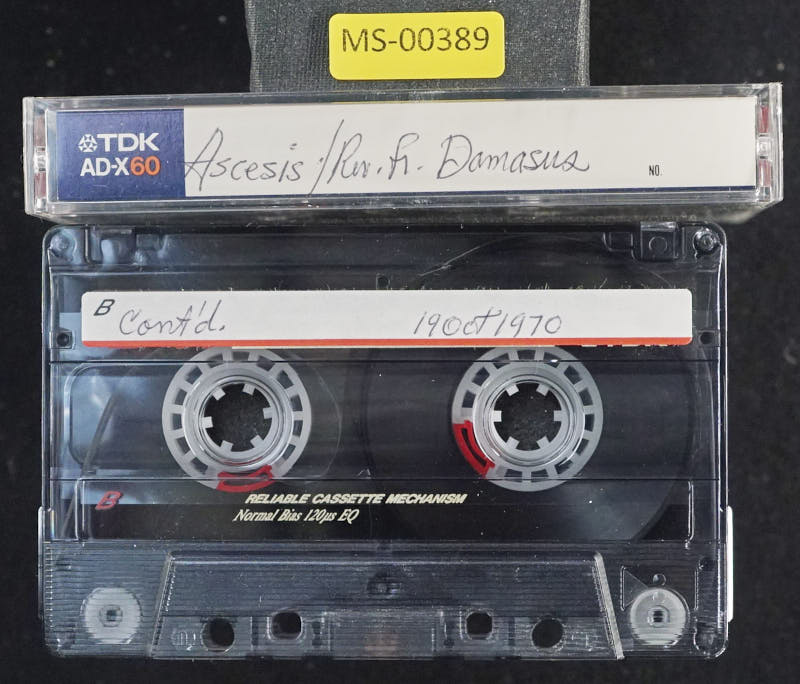 MS-00389
TDK
AD-X60
Ascesis:/Rev. Fr. Damasus
NO.
B
Cont'd. 19 Oct 1970
B
RELIABLE CASSETTE MECHANISM
Normal Bias 120µs EQ